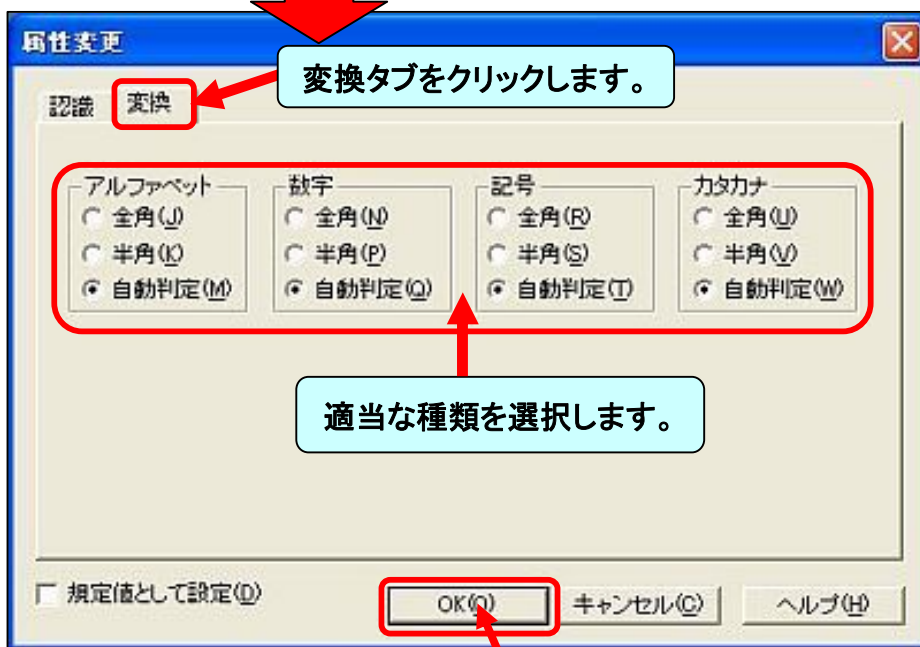 属性変更
変換タブをクリックします。
認識 変換
アルファベット 数字 記号 カタカナ
全角(J) 全角(N) 全角(R) 全角(U)
半角(K) 半角(P) 半角(S) 半角(V)
自動判定(M) 自動判定(Q) 自動判定(T) 自動判定(W)
適当な種類を選択します。
規定値として設定(D) OK(O) キャンセル(C) ヘルプ(H)